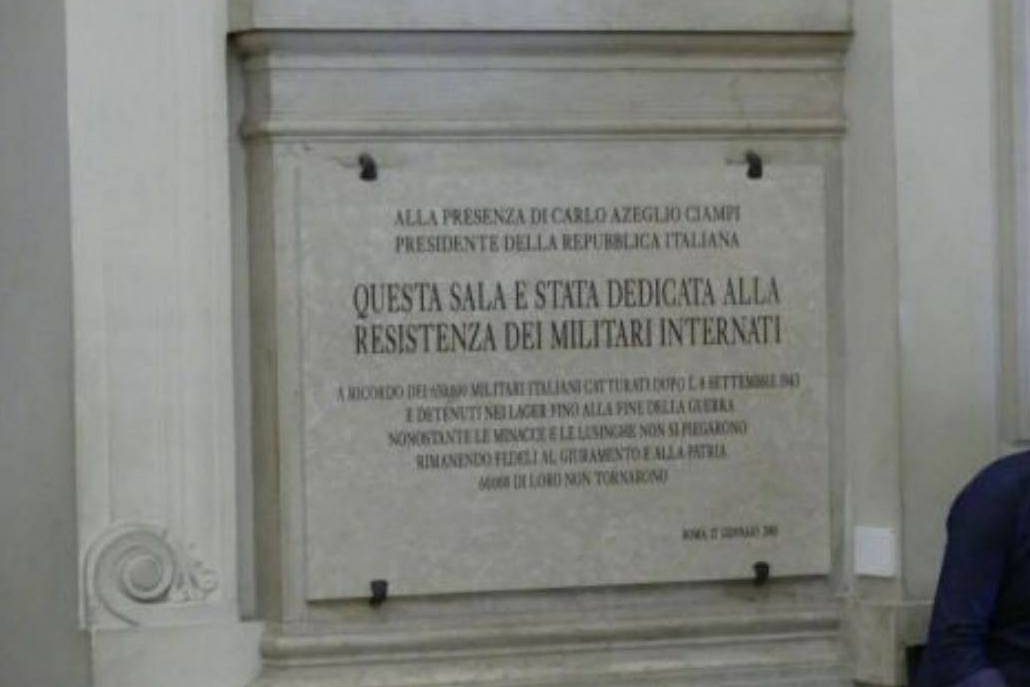 ALLA PRESENZA DI CARLO AZEGLIO CIAMPI
PRESIDENTE DELLA REPUBBLICA ITALIANA
QUESTA SALA E STATA DEDICATA ALLA
RESISTENZA DEI MILITARI INTERNATI
A RICORDO DEI MILITARI ITALIANI CATTURATI DOPO L 8 SETTEMBRE 1943
E DETENUTI NEI LAGER FINO ALLA FINE DELLA GUERRA
NONOSTANTE LE MINACCE E LE LUSINGHE NON SI PIEGARONO
RIMANENDO FEDELI AL GIURAMENTO E ALLA PATRIA
DI LORO NON TORNARONO
ROMA, 27 GENNAIO